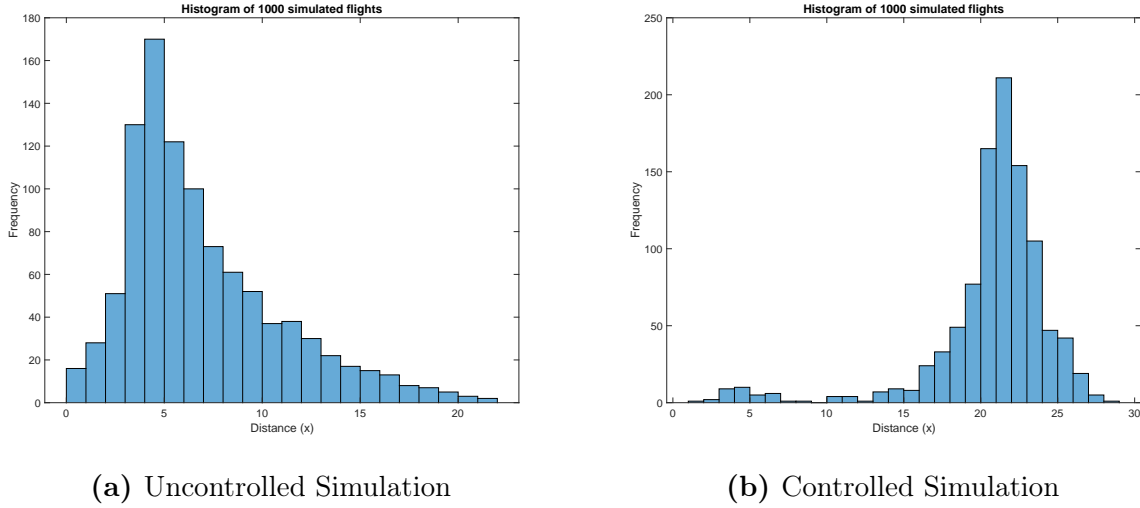 Histogram of 1000 simulated flights
180
160
140
120
100
80
60
40
20
0
Frequency
0 5 10 15 20
Distance (x)
(a) Uncontrolled Simulation
Histogram of 1000 simulated flights
250
200
150
100
50
0
Frequency
0 5 10 15 20 25 30
Distance (x)
(b) Controlled Simulation